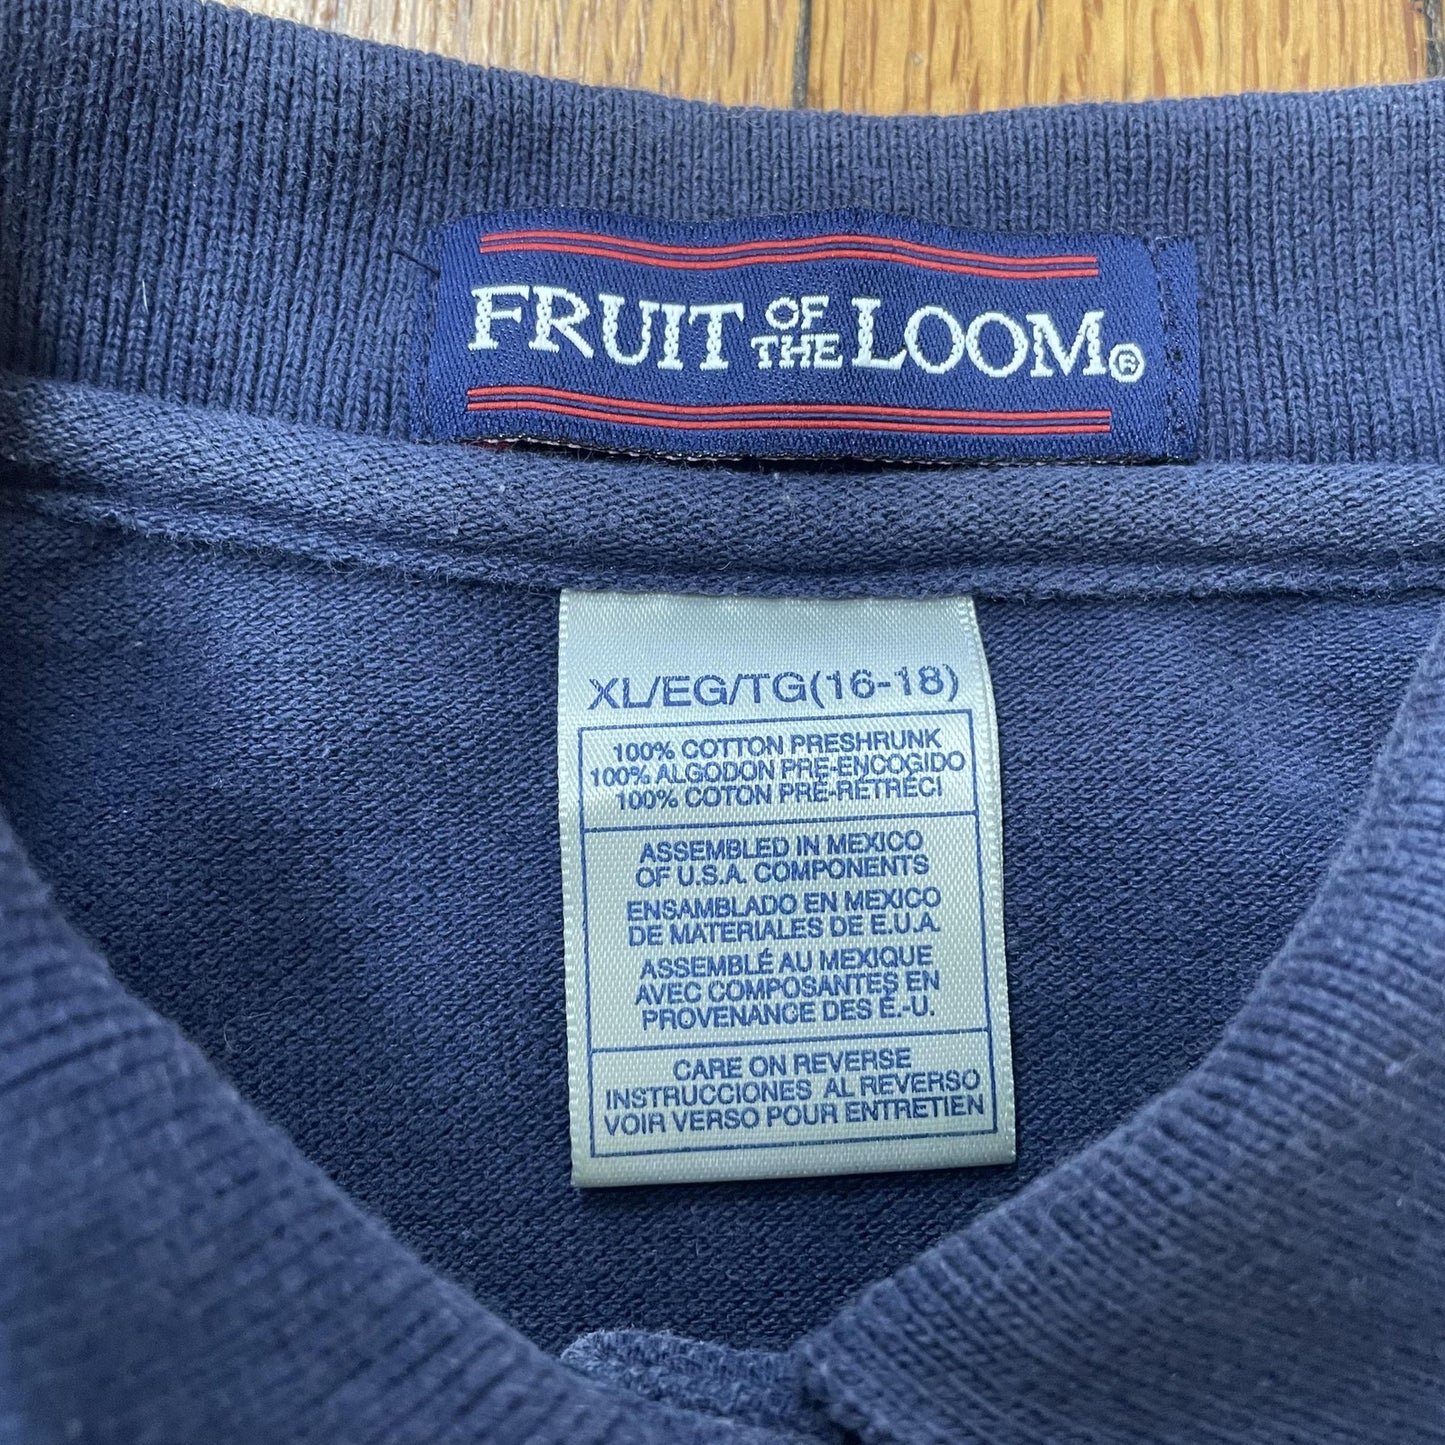 FRUIT OF THE LOOM®
XL/EG/TG(16-18)
100% COTTON PRESHRUNK
100% ALGODON PRE-ENCOGIDO
100% COTON PRÉ-RÉTRÉCI
ASSEMBLED IN MEXICO
OF U.S.A. COMPONENTS
ENSAMBLADO EN MEXICO
DE MATERIALES DE E.U.A.
ASSEMBLÉ AU MEXIQUE
AVEC COMPOSANTES EN
PROVENANCE DES É.-U.
CARE ON REVERSE
INSTRUCCIONES AL REVERSO
VOIR VERSO POUR ENTRETIEN